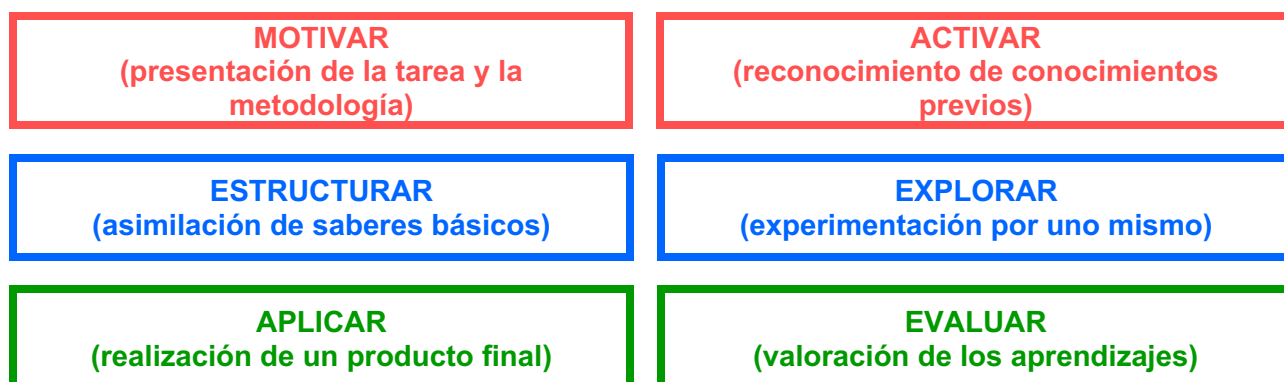 MOTIVAR
(presentación de la tarea y la
metodología)
ACTIVAR
(reconocimiento de conocimientos
previos)
ESTRUCTURAR
(asimilación de saberes básicos)
EXPLORAR
(experimentación por uno mismo)
APLICAR
(realización de un producto final)
EVALUAR
(valoración de los aprendizajes)